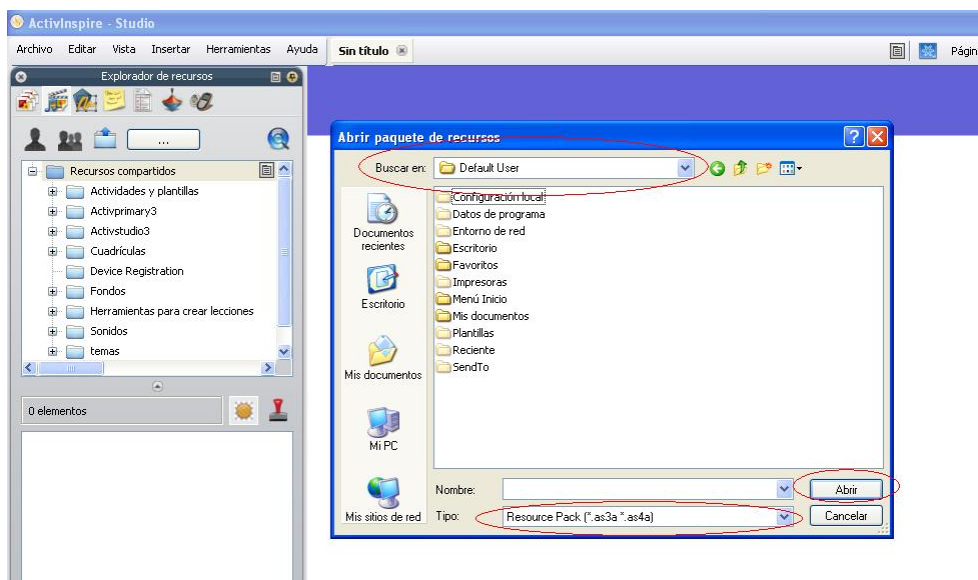 ActivInspire - Studio
Archivo Editar Vista Insertar Herramientas Ayuda
Sin título
Págin
Explorador de recursos
...
Recursos compartidos
Actividades y plantillas
Activprimary3
Activstudio3
Cuadrículas
Device Registration
Fondos
Herramientas para crear lecciones
Sonidos
temas
0 elementos
Abrir paquete de recursos
Buscar en: Default User
Documentos recientes
Escritorio
Mis documentos
Mi PC
Mis sitios de red
Configuración local
Datos de programa
Entorno de red
Escritorio
Favoritos
Impresoras
Menú Inicio
Mis documentos
Plantillas
Reciente
SendTo
Nombre:
Abrir
Tipo: Resource Pack (*.as3a *.as4a)
Cancelar